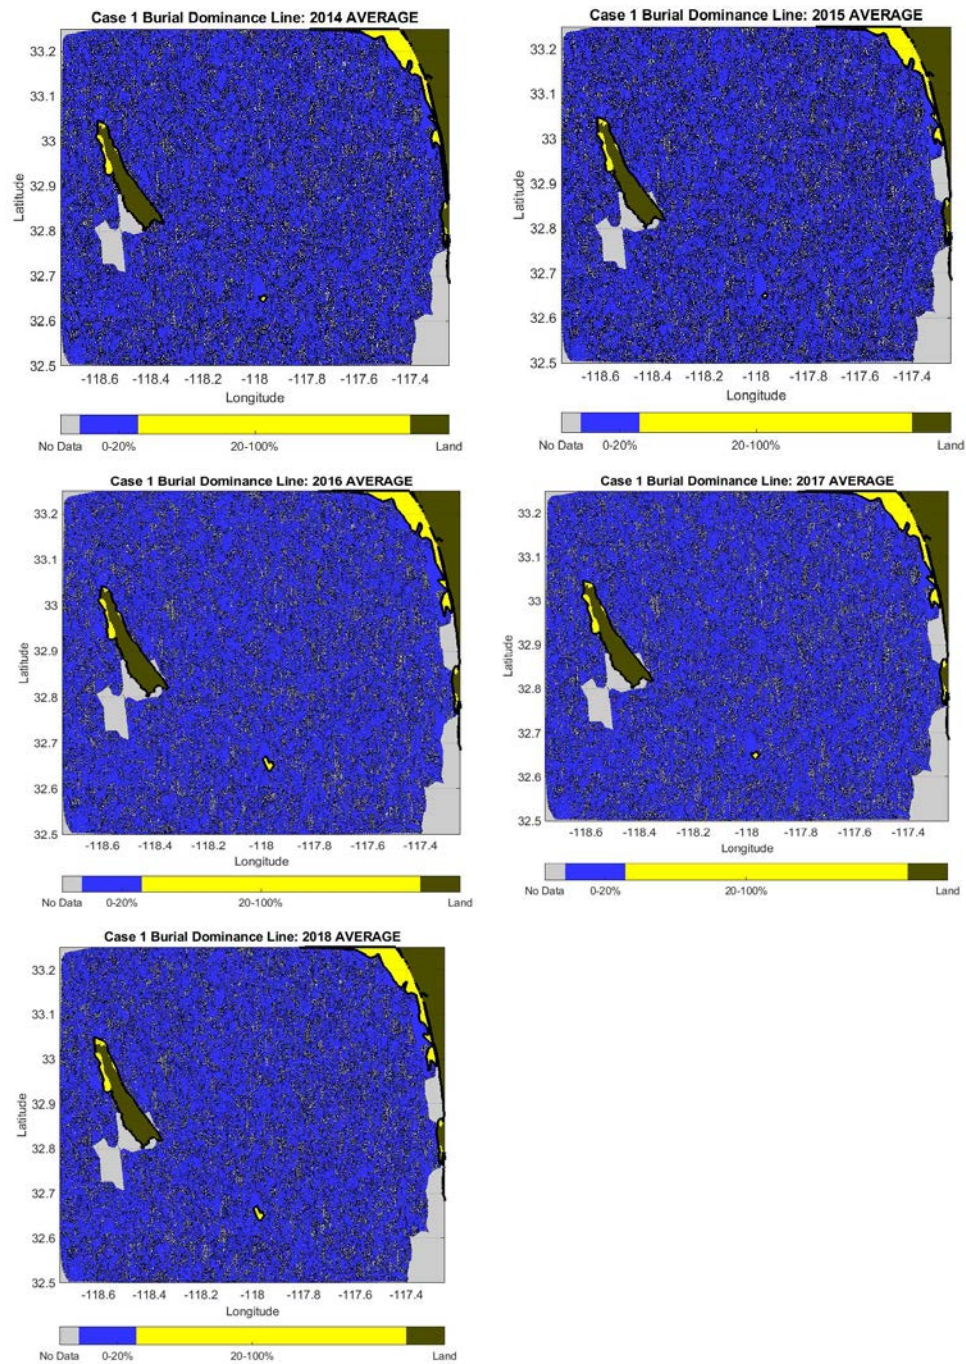 Case 1 Burial Dominance Line: 2014 AVERAGE
33.2
33.1
33
32.9
32.8
32.7
32.6
32.5
Latitude
-118.6 -118.4 -118.2 -118 -117.8 -117.6 -117.4
Longitude
No Data 0-20% 20-100% Land
Case 1 Burial Dominance Line: 2015 AVERAGE
33.2
33.1
33
32.9
32.8
32.7
32.6
32.5
Latitude
-118.6 -118.4 -118.2 -118 -117.8 -117.6 -117.4
Longitude
No Data 0-20% 20-100% Land
Case 1 Burial Dominance Line: 2016 AVERAGE
33.2
33.1
33
32.9
32.8
32.7
32.6
32.5
Latitude
-118.6 -118.4 -118.2 -118 -117.8 -117.6 -117.4
Longitude
No Data 0-20% 20-100% Land
Case 1 Burial Dominance Line: 2017 AVERAGE
33.2
33.1
33
32.9
32.8
32.7
32.6
32.5
Latitude
-118.6 -118.4 -118.2 -118 -117.8 -117.6 -117.4
Longitude
No Data 0-20% 20-100% Land
Case 1 Burial Dominance Line: 2018 AVERAGE
33.2
33.1
33
32.9
32.8
32.7
32.6
32.5
Latitude
-118.6 -118.4 -118.2 -118 -117.8 -117.6 -117.4
Longitude
No Data 0-20% 20-100% Land